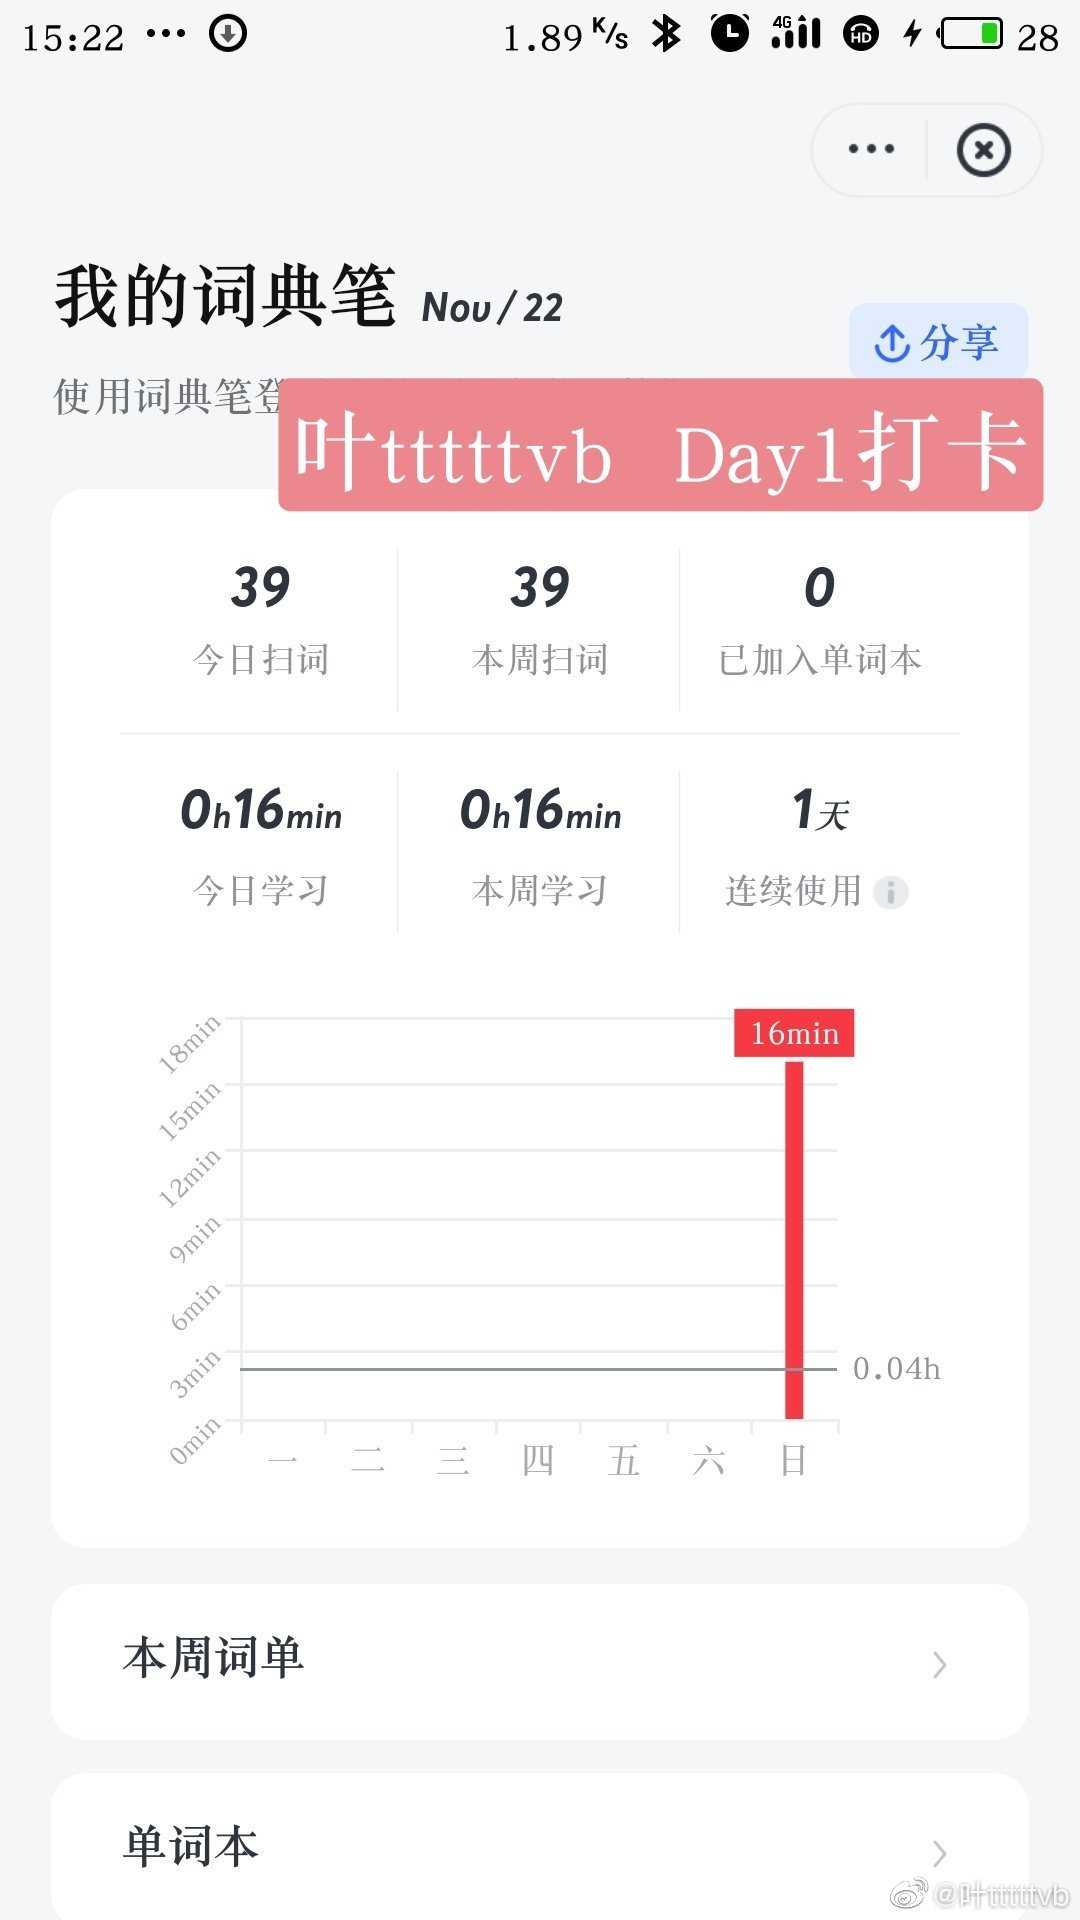 15:22 ··· 1.89 K/s 4G HD 28
我的词典笔 Nov / 22
分享
使用词典笔登
叶tttttvb Day1打卡
39 39 0
今日扫词 本周扫词 已加入单词本
0h16min 0h16min 1天
今日学习 本周学习 连续使用
16min
18min
15min
12min
9min
6min
3min
0.04h
0min
一 二 三 四 五 六 日
本周词单
单词本
@叶tttttvb